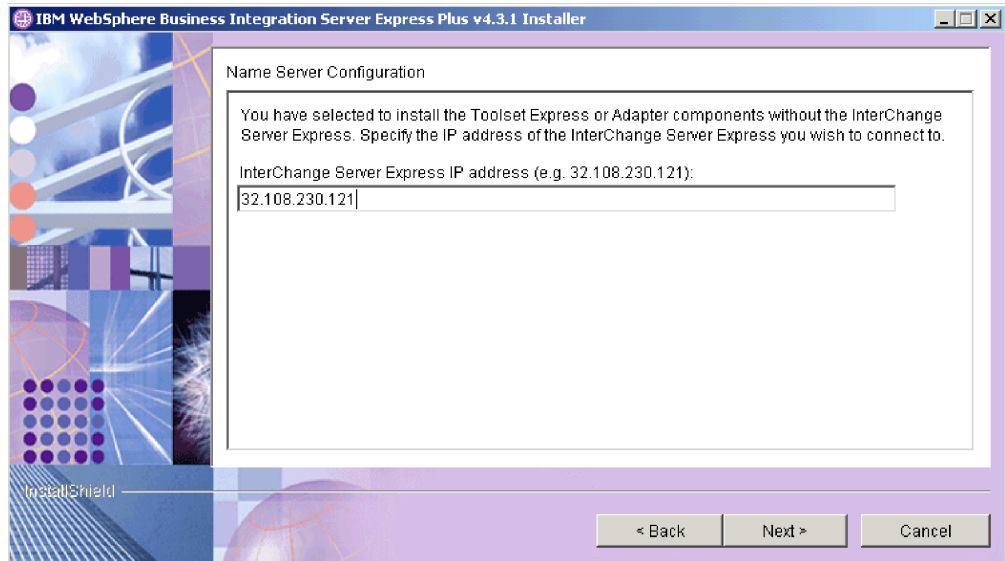 IBM WebSphere Business Integration Server Express Plus v4.3.1 Installer
Name Server Configuration
You have selected to install the Toolset Express or Adapter components without the InterChange
Server Express. Specify the IP address of the InterChange Server Express you wish to connect to.
InterChange Server Express IP address (e.g. 32.108.230.121):
32.108.230.121
InstallShield
< Back
Next >
Cancel